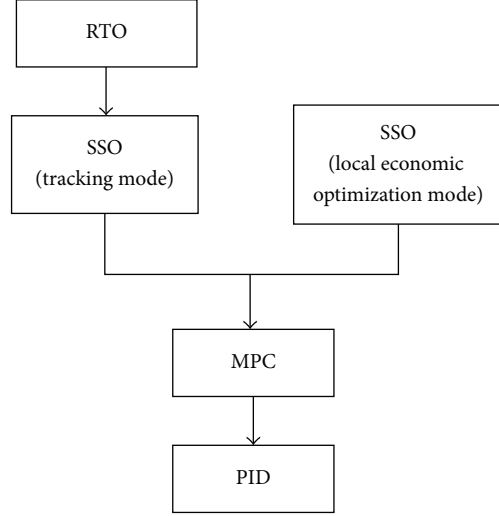 RTO
SSO
(tracking mode)
SSO
(local economic
optimization mode)
MPC
PID